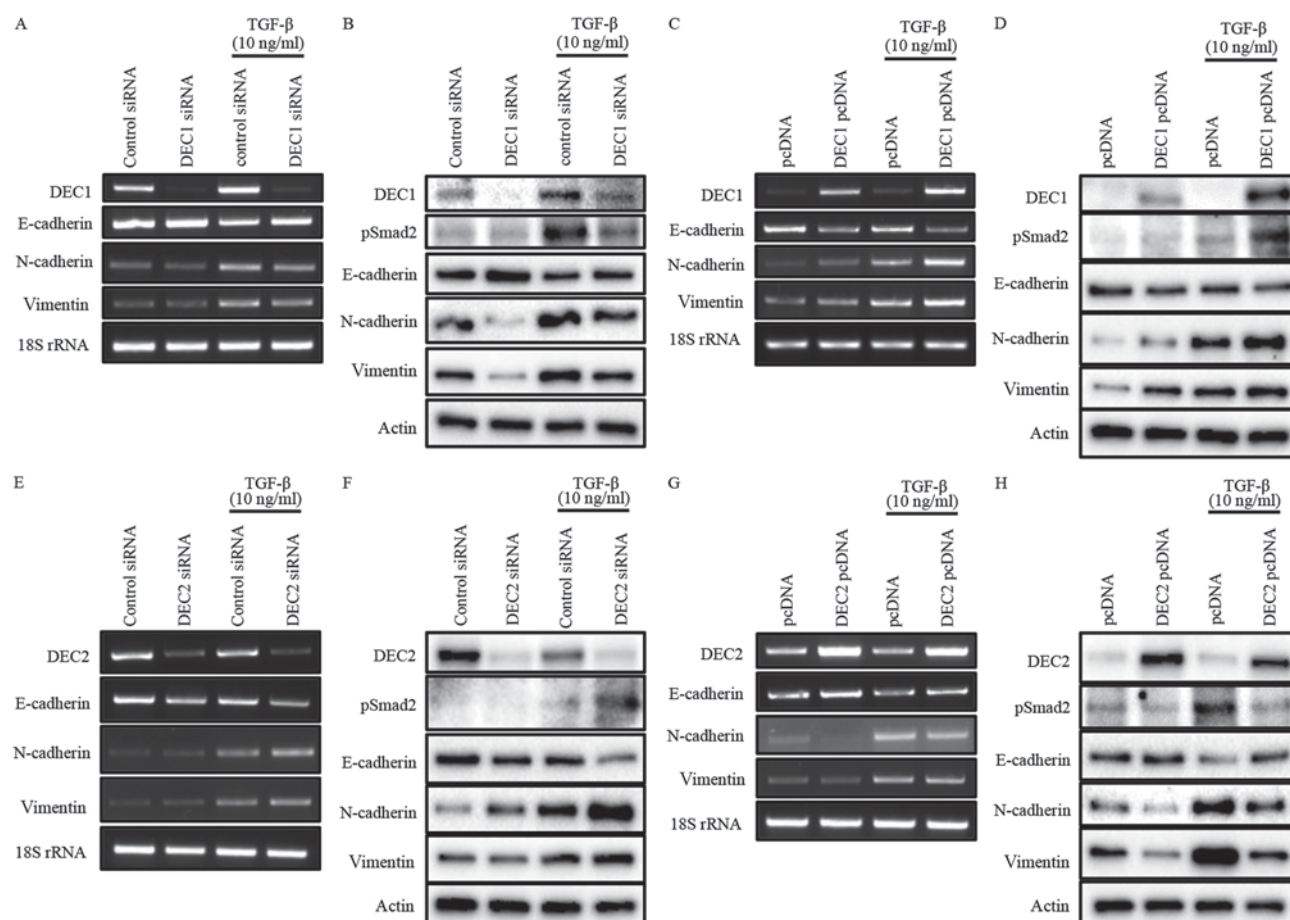 A
TGF-β
(10 ng/ml)
Control siRNA
DEC1 siRNA
control siRNA
DEC1 siRNA
DEC1
E-cadherin
N-cadherin
Vimentin
18S rRNA
B
TGF-β
(10 ng/ml)
Control siRNA
DEC1 siRNA
control siRNA
DEC1 siRNA
DEC1
pSmad2
E-cadherin
N-cadherin
Vimentin
Actin
C
TGF-β
(10 ng/ml)
pcDNA
DEC1 pcDNA
pcDNA
DEC1 pcDNA
DEC1
E-cadherin
N-cadherin
Vimentin
18S rRNA
D
TGF-β
(10 ng/ml)
pcDNA
DEC1 pcDNA
pcDNA
DEC1 pcDNA
DEC1
pSmad2
E-cadherin
N-cadherin
Vimentin
Actin
E
TGF-β
(10 ng/ml)
Control siRNA
DEC2 siRNA
Control siRNA
DEC2 siRNA
DEC2
E-cadherin
N-cadherin
Vimentin
18S rRNA
F
TGF-β
(10 ng/ml)
Control siRNA
DEC2 siRNA
Control siRNA
DEC2 siRNA
DEC2
pSmad2
E-cadherin
N-cadherin
Vimentin
Actin
G
TGF-β
(10 ng/ml)
pcDNA
DEC2 pcDNA
pcDNA
DEC2 pcDNA
DEC2
E-cadherin
N-cadherin
Vimentin
18S rRNA
H
TGF-β
(10 ng/ml)
pcDNA
DEC2 pcDNA
pcDNA
DEC2 pcDNA
DEC2
pSmad2
E-cadherin
N-cadherin
Vimentin
Actin